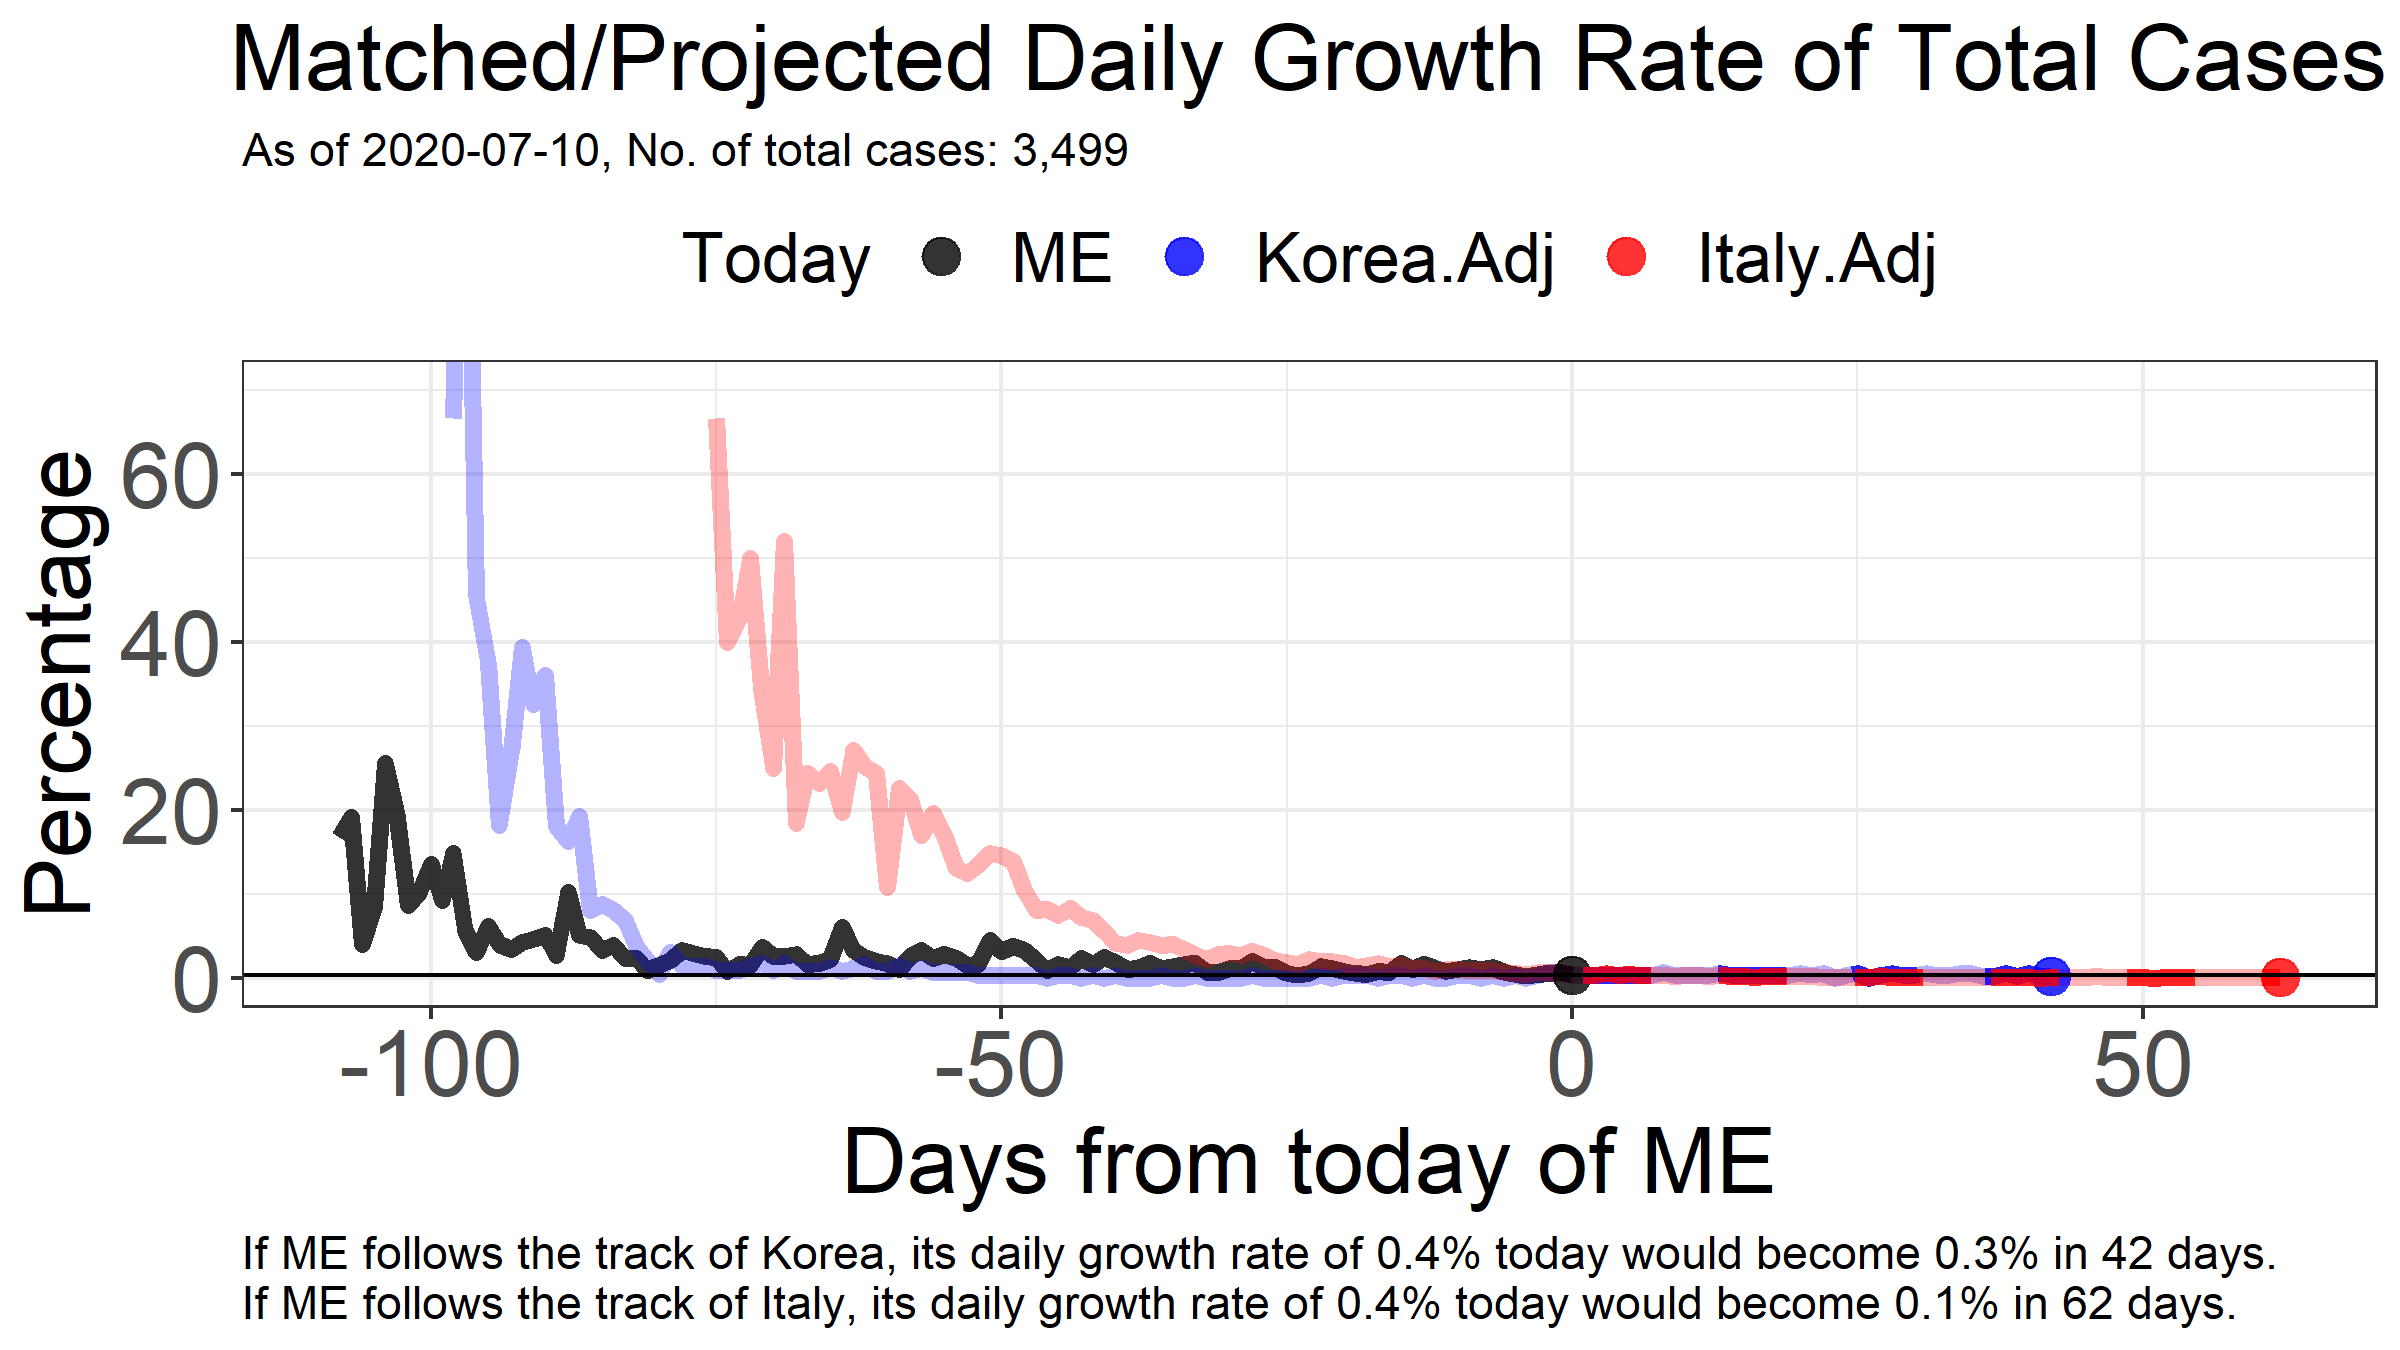 Matched/Projected Daily Growth Rate of Total Cases
As of 2020-07-10, No. of total cases: 3,499
Today ME Korea.Adj Italy.Adj
Percentage
60
40
20
0
-100 -50 0 50
Days from today of ME
If ME follows the track of Korea, its daily growth rate of 0.4% today would become 0.3% in 42 days.
If ME follows the track of Italy, its daily growth rate of 0.4% today would become 0.1% in 62 days.